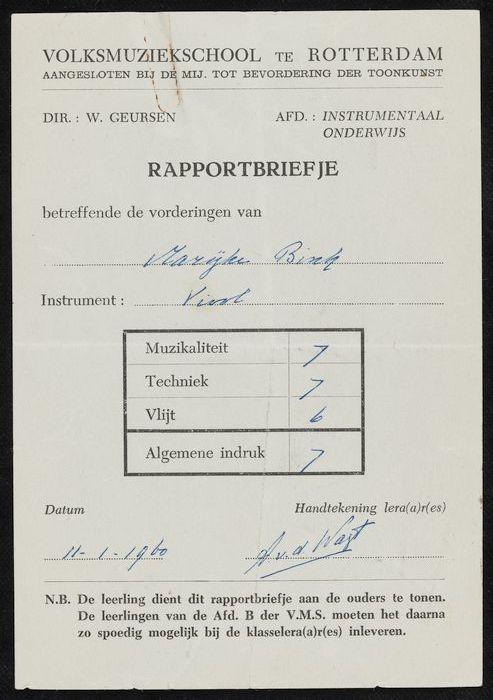 VOLKSMUZIEKSCHOOL TE ROTTERDAM
AANGESLOTEN BIJ DE MIJ. TOT BEVORDERING DER TOONKUNST
DIR.: W. GEURSEN AFD.: INSTRUMENTAAL
ONDERWIJS
RAPPORTBRIEFJE
betreffende de vorderingen van
Marijke
Instrument: Viool
Muzikaliteit 7
Techniek 7
Vlijt 6
Algemene indruk 7
Datum Handtekening lera(a)r(es)
11-1-1960 v.d
N.B. De leerling dient dit rapportbriefje aan de ouders te tonen.
De leerlingen van de Afd. B der V.M.S. moeten het daarna
zo spoedig mogelijk bij de klasselera(a)r(es) inleveren.